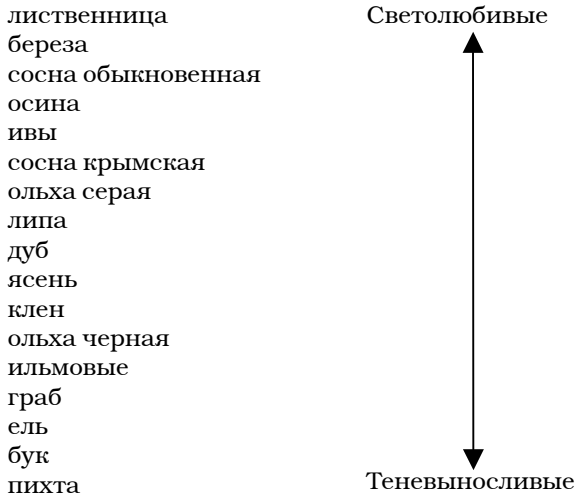 лиственница
береза
сосна обыкновенная
осина
ивы
сосна крымская
ольха серая
липа
дуб
ясень
клен
ольха черная
ильмовые
граб
ель
бук
пихта
Светолюбивые
Теневыносливые